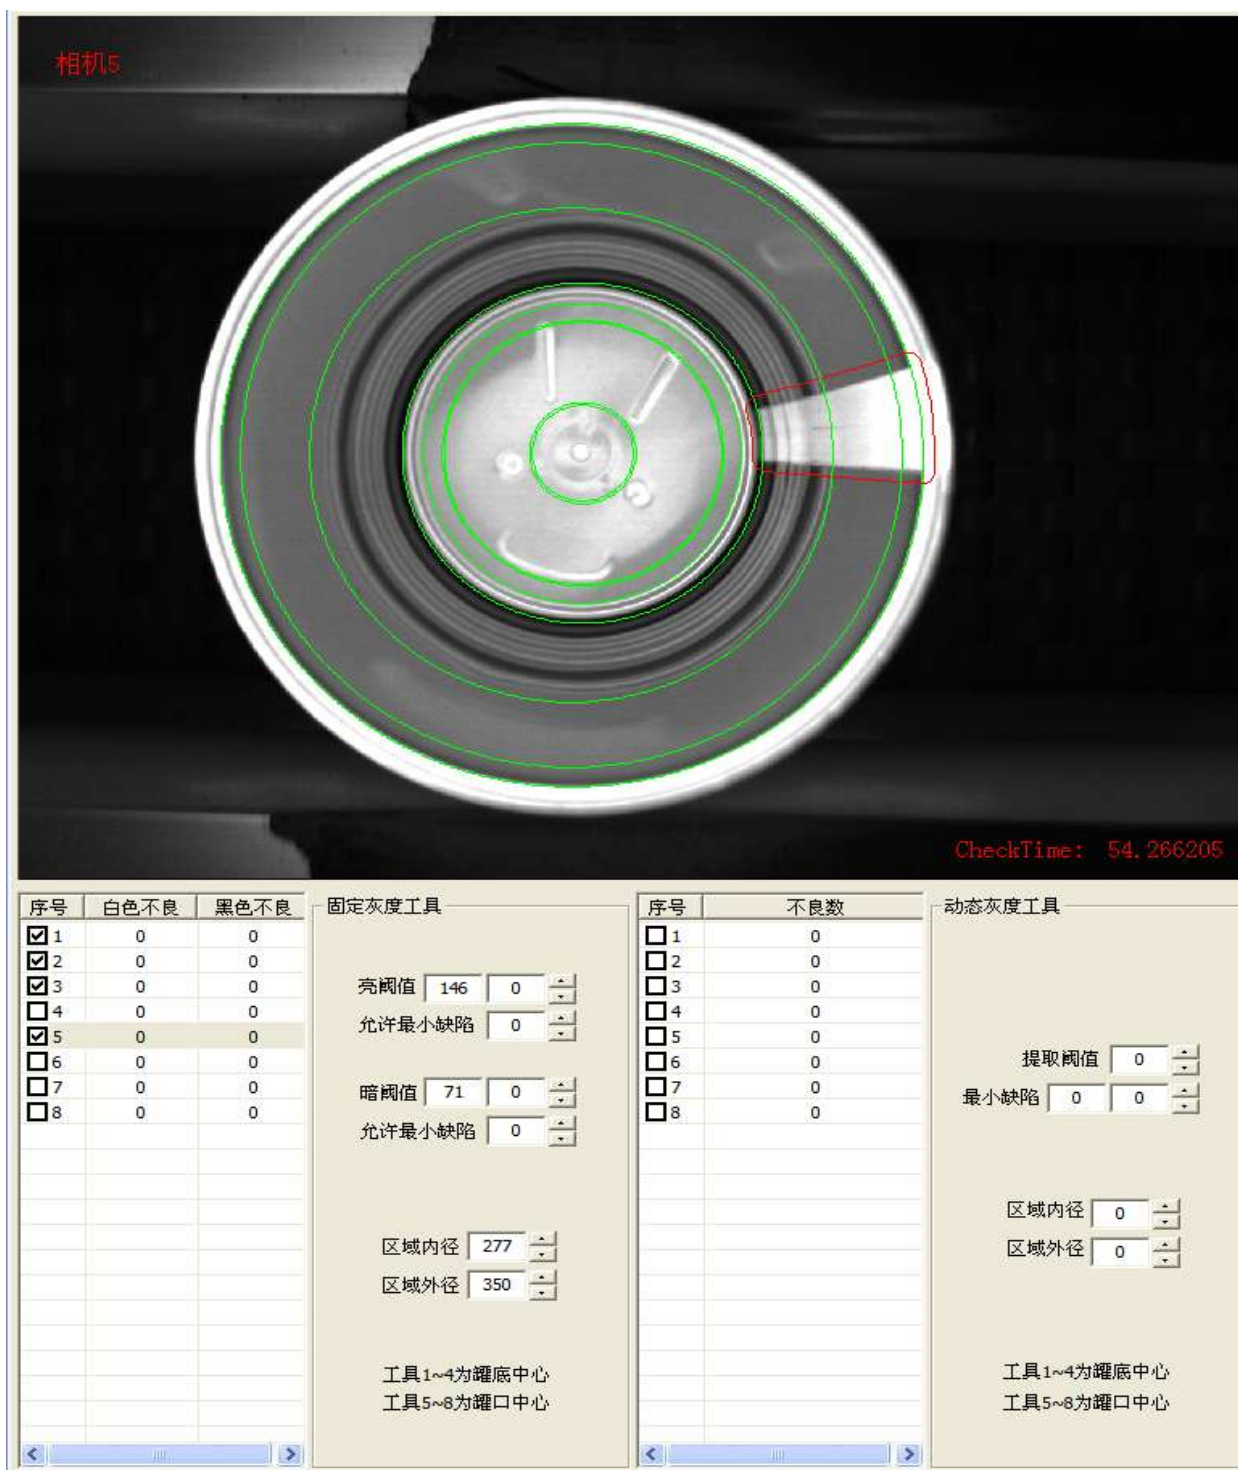 相机5
CheckTime: 54.266205
序号 白色不良 黑色不良
1 0 0
2 0 0
3 0 0
4 0 0
5 0 0
6 0 0
7 0 0
8 0 0
固定灰度工具
亮阈值 146 0
允许最小缺陷 0
暗阈值 71 0
允许最小缺陷 0
区域内径 277
区域外径 350
工具1~4为罐底中心
工具5~8为罐口中心
序号 不良数
1 0
2 0
3 0
4 0
5 0
6 0
7 0
8 0
动态灰度工具
提取阈值 0
最小缺陷 0 0
区域内径 0
区域外径 0
工具1~4为罐底中心
工具5~8为罐口中心